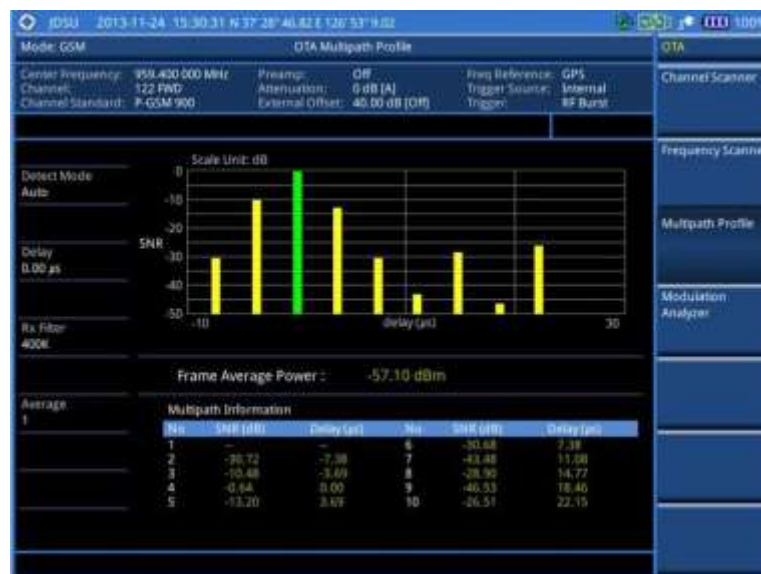 JDSU 2013-11-24 15:30:31 N 37° 28' 46.82 E 126° 53' 9.02 100%
Mode: GSM OTA Multipath Profile OTA
Center Frequency: 959.400 000 MHz Preamp: Off Freq Reference: GPS
Channel: 122 FWD Attenuation: 0 dB [A] Trigger Source: Internal
Channel Standard: P-GSM 900 External Offset: 40.00 dB [Off] Trigger: RF Burst
Channel Scanner
Frequency Scanne
Multipath Profile
Modulation
Analyzer
Detect Mode
Auto
Delay
0.00 µs
Rx Filter
400K
Average
1
Scale Unit: dB
0
-10
-20
SNR
-30
-40
-50
-10 delay (µs) 30
Frame Average Power : -57.10 dBm
Multipath Information
No SNR (dB) Delay (µs) No SNR (dB) Delay (µs)
1 -- -- 6 -30.68 7.38
2 -30.72 -7.38 7 -43.48 11.08
3 -10.48 -3.69 8 -28.90 14.77
4 -0.64 0.00 9 -46.53 18.46
5 -13.20 3.69 10 -26.51 22.15